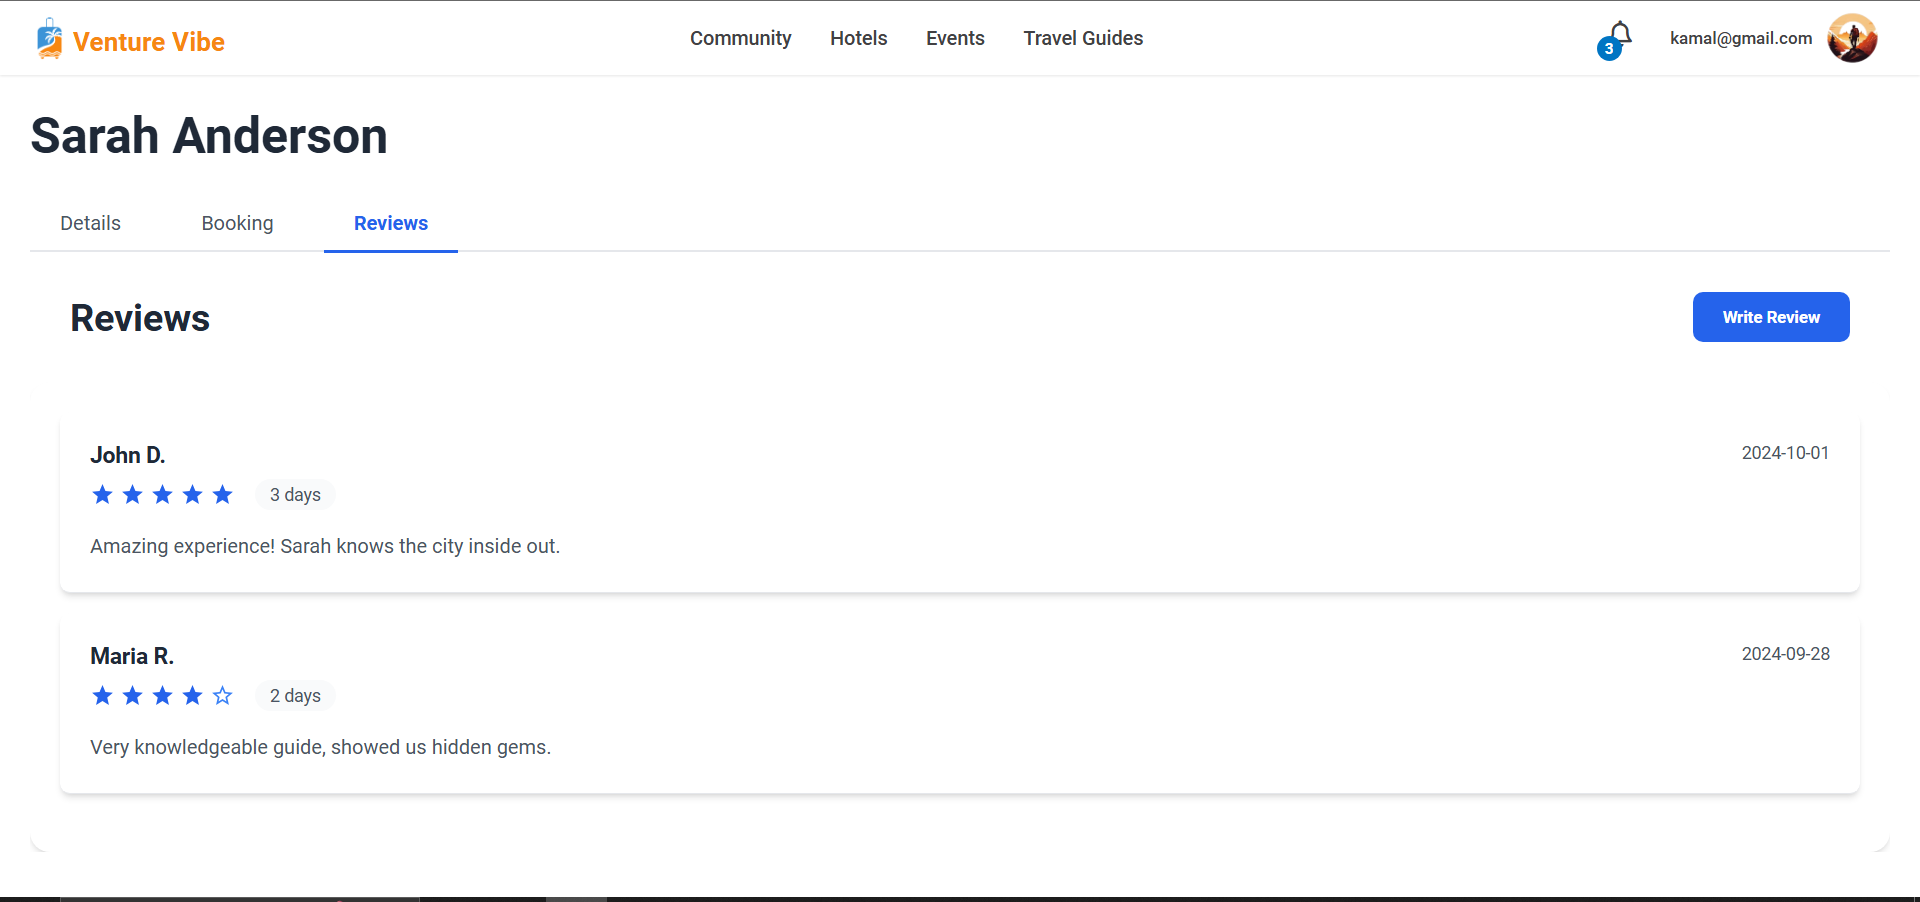 Venture Vibe
Community Hotels Events Travel Guides
3
kamal@gmail.com
Sarah Anderson
Details Booking Reviews
Reviews
Write Review
John D.
2024-10-01
3 days
Amazing experience! Sarah knows the city inside out.
Maria R.
2024-09-28
2 days
Very knowledgeable guide, showed us hidden gems.